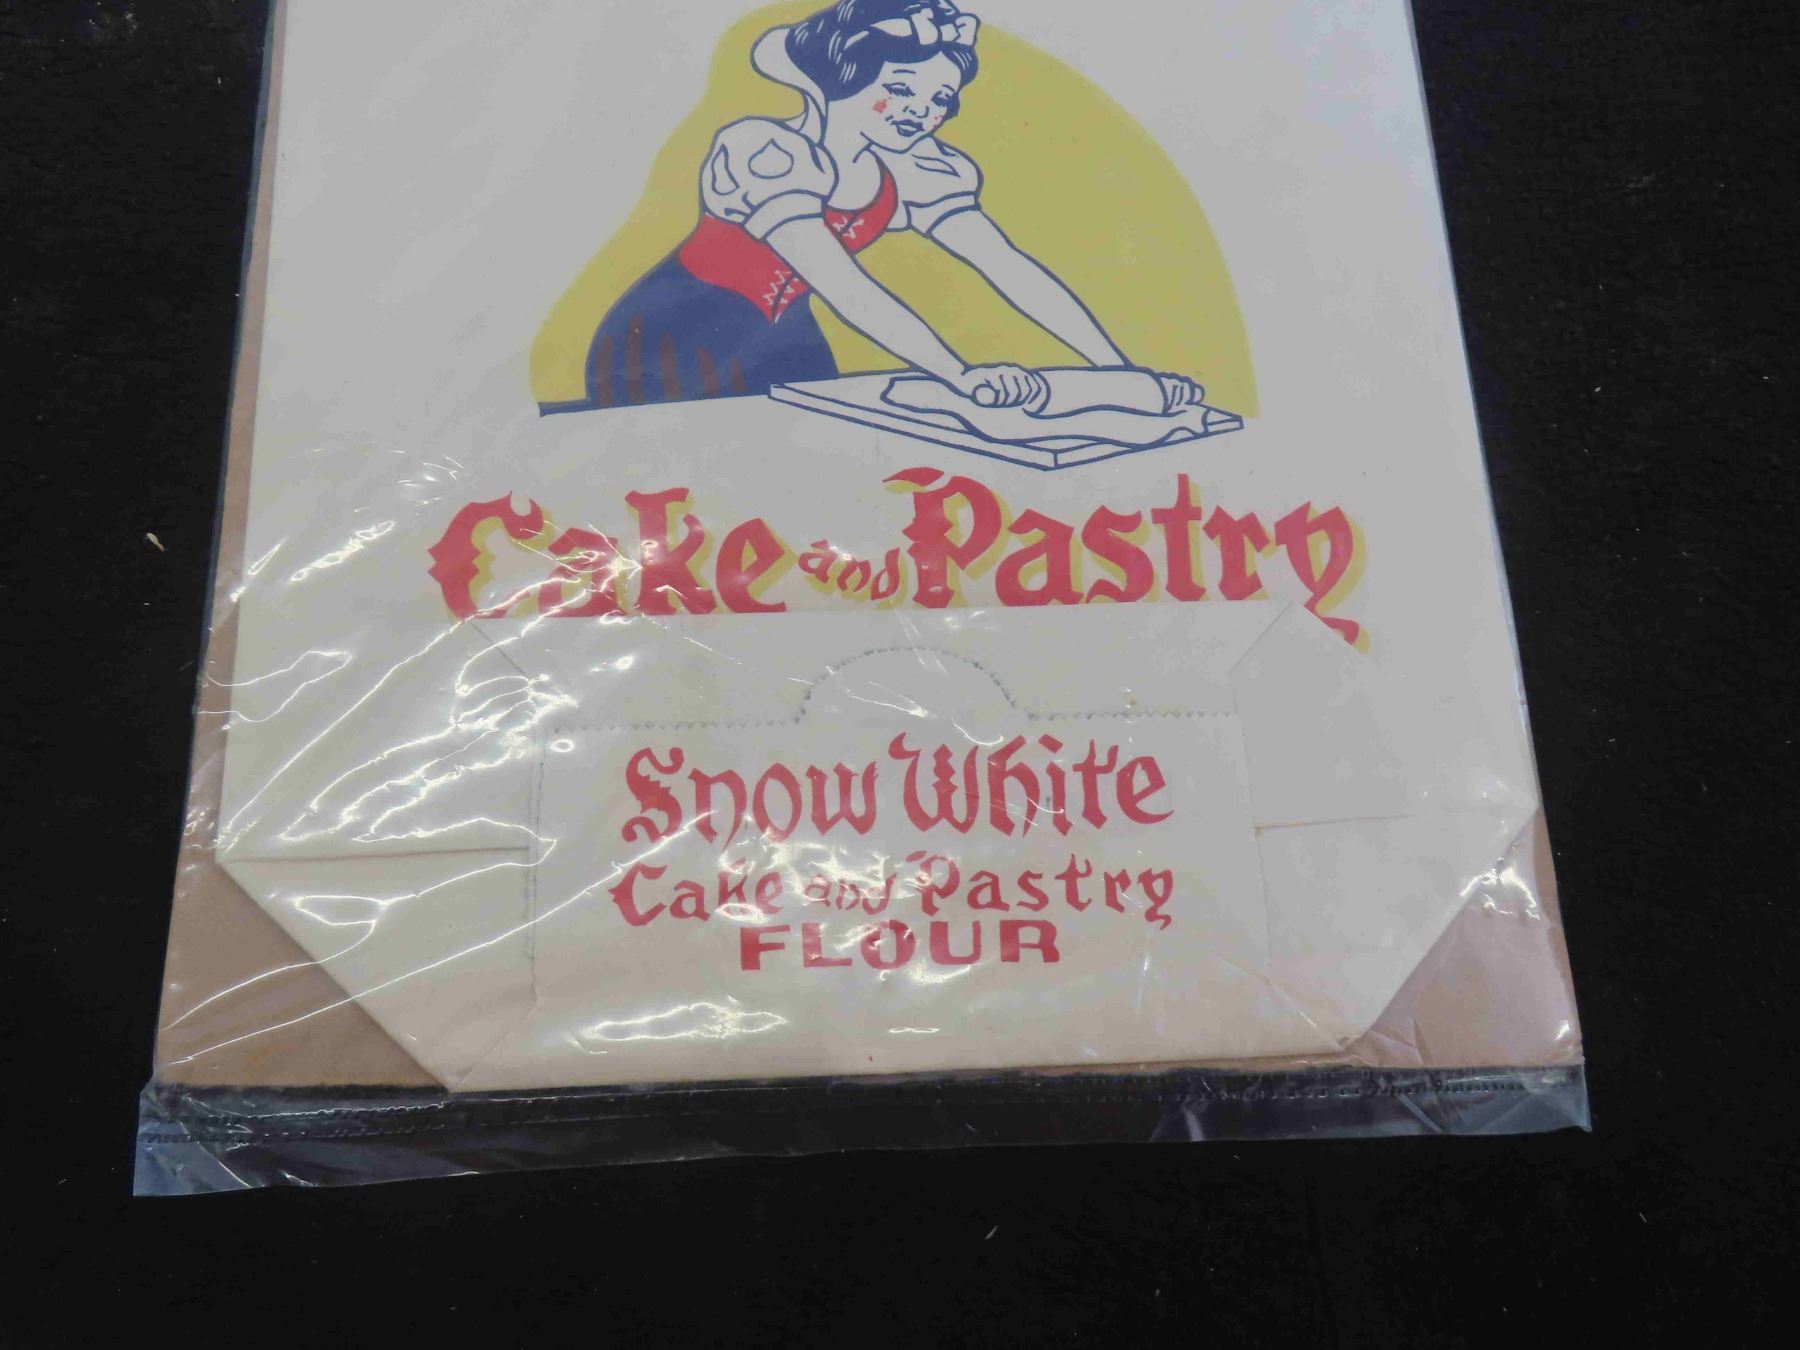 Cake and Pastry
Snow White
Cake and Pastry
FLOUR